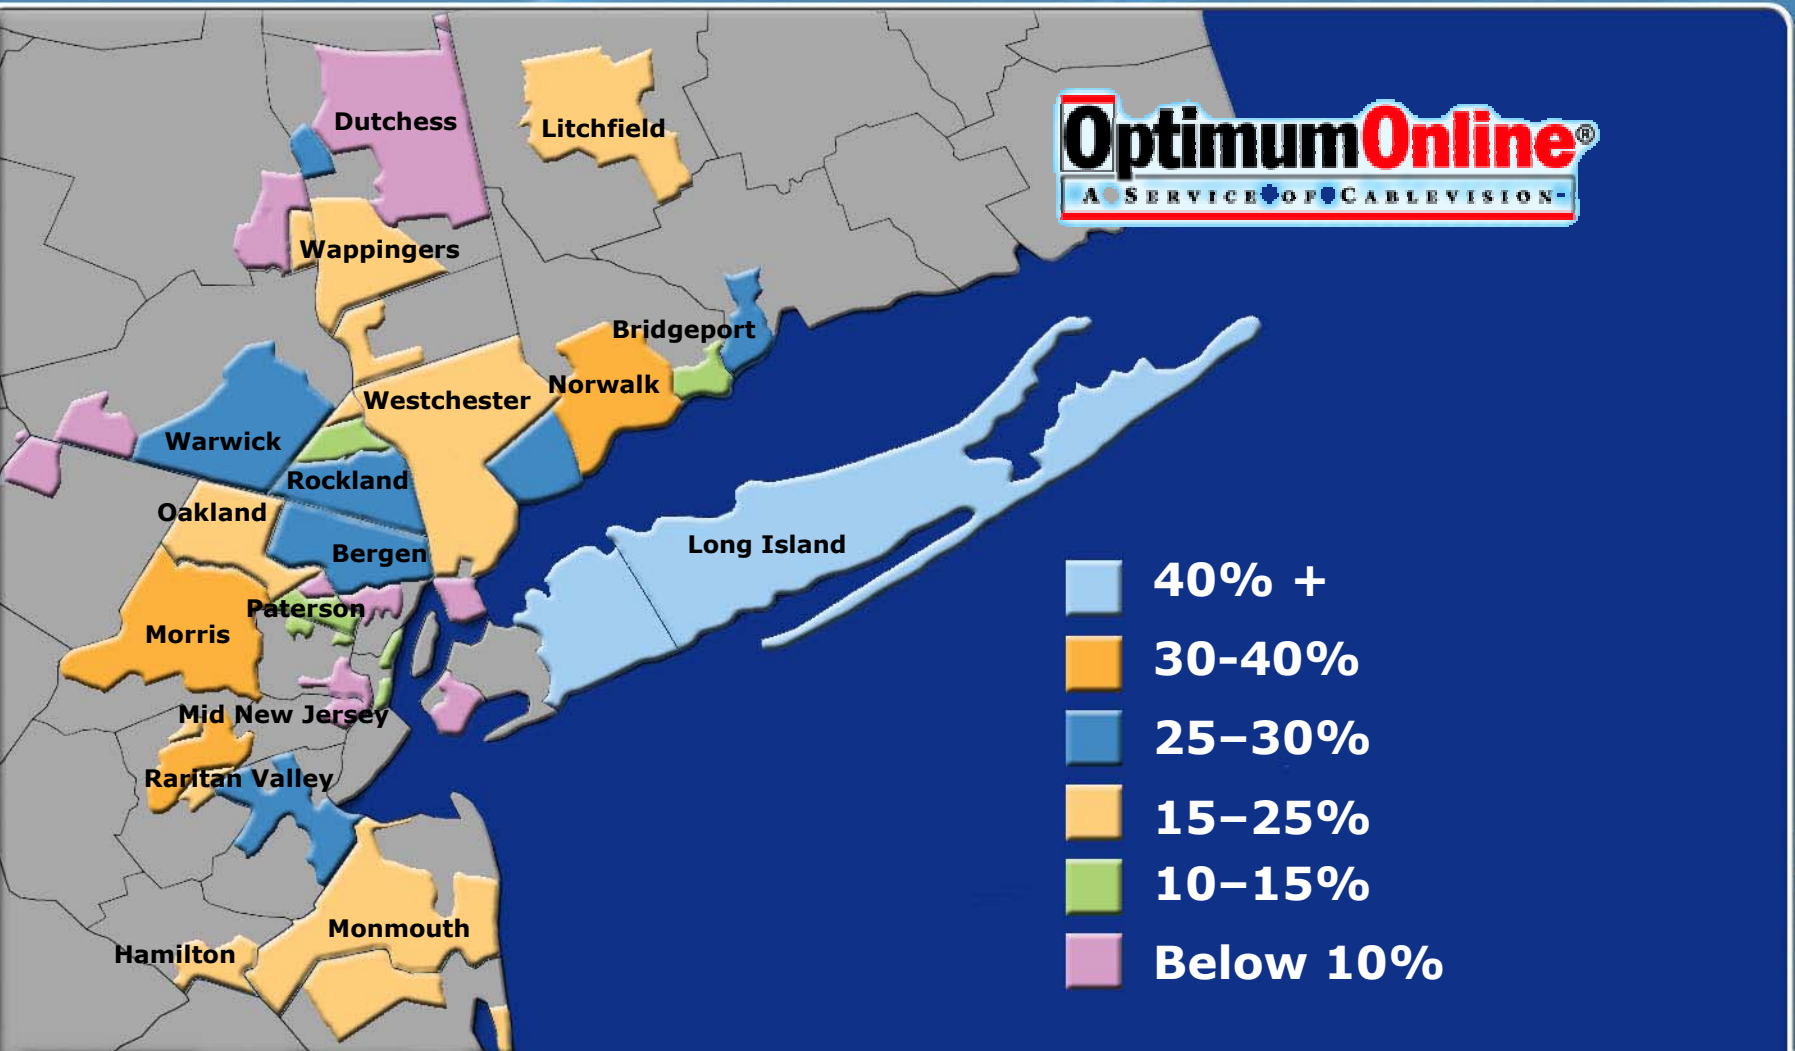 Dutchess
Litchfield
OptimumOnline®
A SERVICE OF CABLEVISION
Wappingers
Bridgeport
Norwalk
Westchester
Warwick
Rockland
Oakland
Bergen
Long Island
Paterson
Morris
Mid New Jersey
Raritan Valley
Monmouth
Hamilton
40% +
30-40%
25–30%
15–25%
10–15%
Below 10%